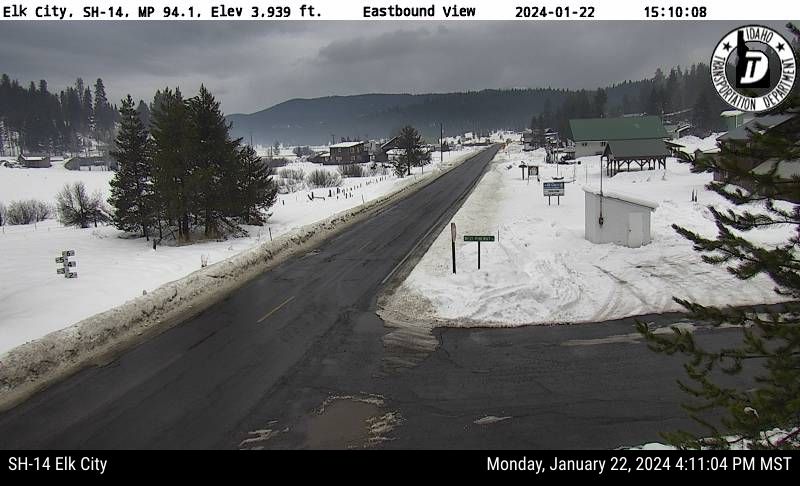 Elk City, SH-14, MP 94.1, Elev 3,939 ft. Eastbound View 2024-01-22 15:10:08
IDAHO
TRANSPORTATION DEPARTMENT
SH-14 Elk City Monday, January 22, 2024 4:11:04 PM MST